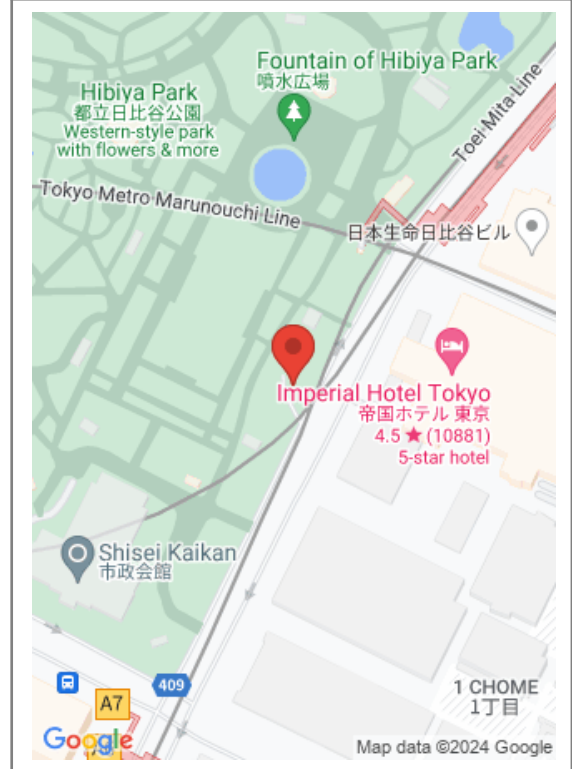 Fountain of Hibiya Park
噴水広場
Hibiya Park
都立日比谷公園
Western-style park
with flowers & more
Toei Mita Line
Tokyo Metro Marunouchi Line
日本生命日比谷ビル
Imperial Hotel Tokyo
帝国ホテル 東京
4.5 ★ (10881)
5-star hotel
Shisei Kaikan
市政会館
409
A7
1 CHOME
1丁目
Google
Map data ©2024 Google